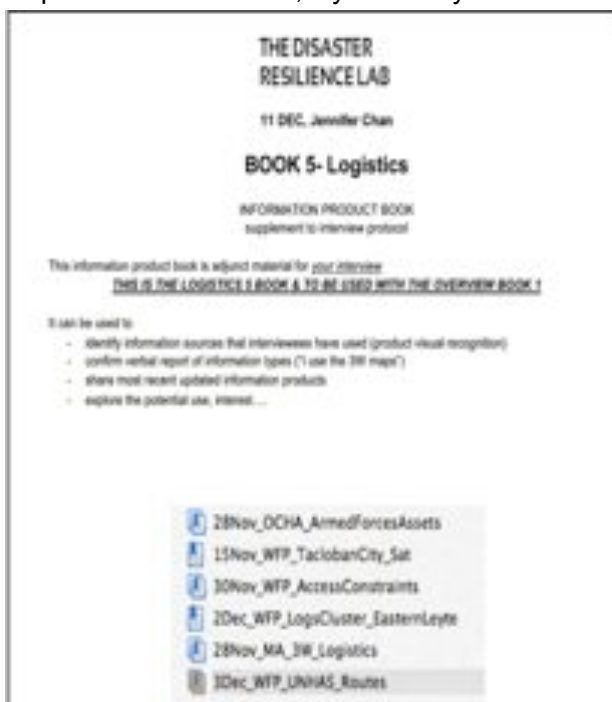 THE DISASTER
RESILIENCE LAB
11 DEC, Jennifer Chan
BOOK 5- Logistics
INFORMATION PRODUCT BOOK
supplement to interview protocol
This information product book is adjunct material for your interview
THIS IS THE LOGISTICS 5 BOOK & TO BE USED WITH THE OVERVIEW BOOK 1
It can be used to
- identify information sources that interviewees have used (product visual recognition)
- confirm verbal report of information types ("I use the 3W maps")
- share most recent updated information products
- explore the potential use, interest....
28Nov_OCHA_ArmedForcesAssets
15Nov_WFP_TaclobanCity_Sat
30Nov_WFP_AccessConstraints
2Dec_WFP_LogsCluster_EasternLeyte
28Nov_MA_3W_Logistics
3Dec_WFP_UNHAS_Routes